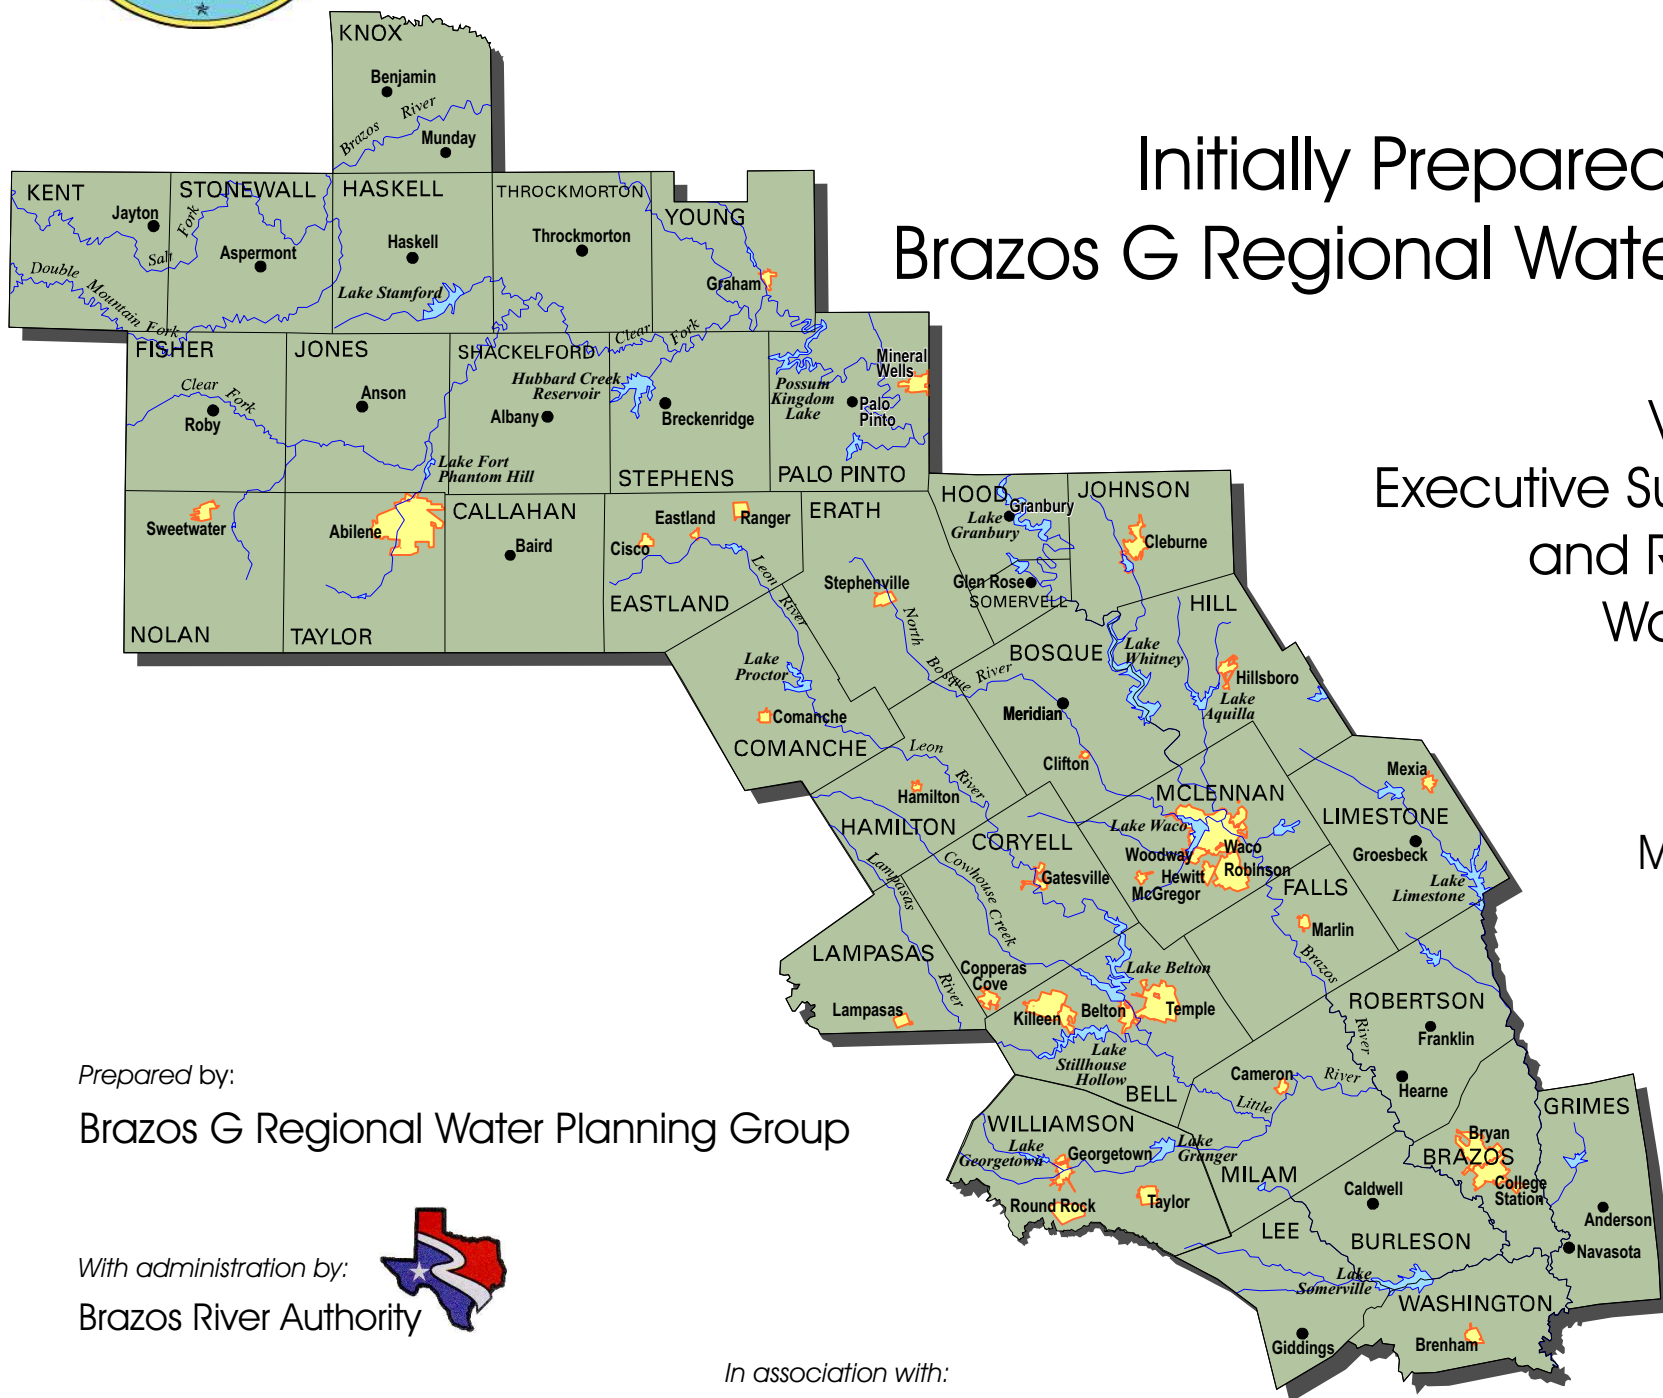 KNOX
Benjamin
Brazos River
Munday
Initially Prepared
Brazos G Regional Wate
KENT
Jayton
STONEWALL
Salt Fork
Aspermont
HASKELL
Haskell
Lake Stamford
THROCKMORTON
Throckmorton
YOUNG
Graham
Double Mountain Fork
FISHER
Clear Fork
Roby
JONES
Anson
SHACKELFORD
Clear Fork
Hubbard Creek
Reservoir
Albany
Breckenridge
STEPHENS
Mineral
Wells
Possum
Kingdom
Lake
Palo
Pinto
PALO PINTO
Lake Fort
Phantom Hill
V
Executive Su
and R
Wa
Sweetwater
NOLAN
Abilene
TAYLOR
CALLAHAN
Baird
Cisco
Eastland
Ranger
EASTLAND
Leon River
ERATH
Stephenville
North Bosque River
HOOD
Granbury
Lake
Granbury
JOHNSON
Cleburne
Glen Rose
SOMERVELL
HILL
BOSQUE
Lake
Whitney
Hillsboro
Lake
Aquilla
Meridian
Clifton
Lake
Proctor
Comanche
COMANCHE
Leon River
Hamilton
HAMILTON
Lampasas River
Cowhouse Creek
CORYELL
Gatesville
MCLENNAN
Lake Waco
Waco
Woodway
Hewitt
Robinson
McGregor
Mexia
LIMESTONE
Groesbeck
Lake
Limestone
M
FALLS
Marlin
Brazos River
LAMPASAS
Lampasas
Copperas
Cove
Killeen
Belton
Lake Belton
Temple
Lake
Stillhouse
Hollow
BELL
ROBERTSON
Franklin
Hearne
Cameron
Little River
MILAM
WILLIAMSON
Lake
Georgetown
Georgetown
Lake
Granger
Round Rock
Taylor
GRIMES
Bryan
BRAZOS
College
Station
Anderson
Navasota
Caldwell
BURLESON
LEE
Lake
Somerville
Giddings
WASHINGTON
Brenham
Prepared by:
Brazos G Regional Water Planning Group
With administration by:
Brazos River Authority
In association with: